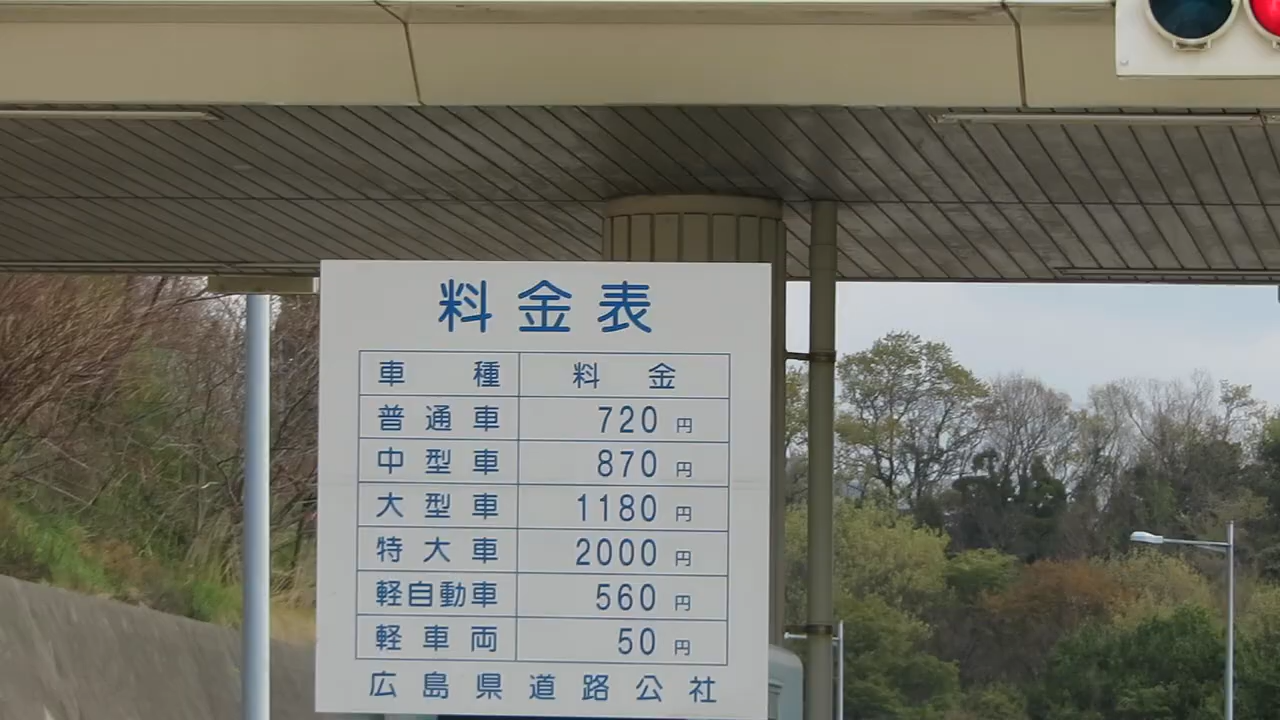 料金表
車種 料金
普通車 720円
中型車 870円
大型車 1180円
特大車 2000円
軽自動車 560円
軽車両 50円
広島県道路公社